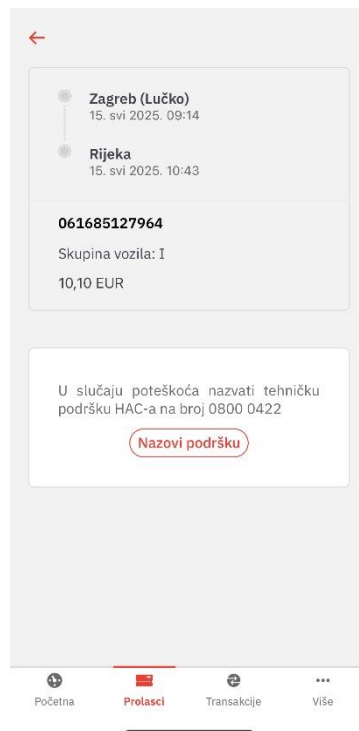 Zagreb (Lučko)
15. svi 2025. 09:14
Rijeka
15. svi 2025. 10:43
061685127964
Skupina vozila: I
10,10 EUR
U slučaju poteškoća nazvati tehničku
podršku HAC-a na broj 0800 0422
Nazovi podršku
Početna
Prolasci
Transakcije
Više